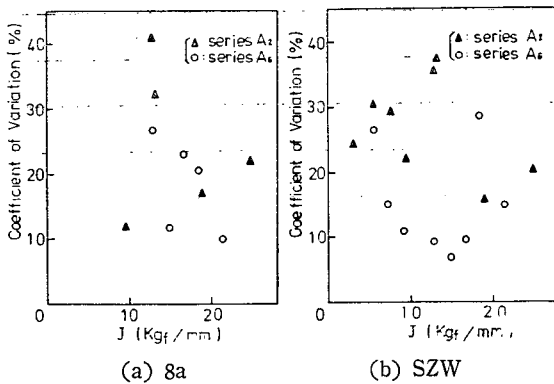 Coefficient of Variation (%)
40
30
20
10
0
10
20
J (Kgf/mm)
△ series A₂
○ : series A₆
(a) 8a
Coefficient of Variation (%)
40
30
20
10
0
10
20
J (Kgf/mm)
▲ : series A₂
○ : series A₆
(b) SZW